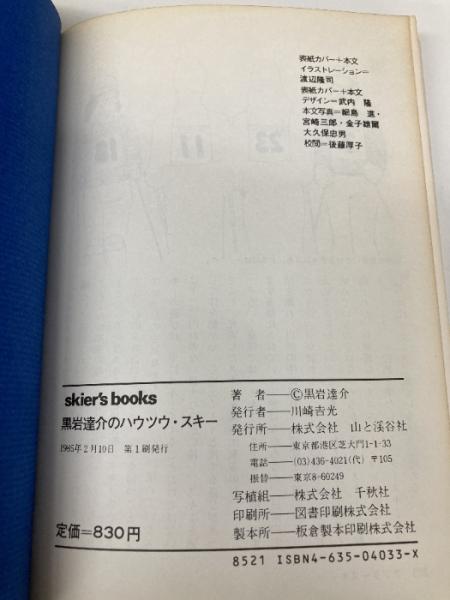 表紙カバー+本文
イラストレーション=
渡辺隆司
表紙カバー+本文
デザイン=武内 隆
本文写真=細島 進・
宮崎三郎・金子雄爾
大久保忠男
校閲=後藤厚子
skier's books
黒岩達介のハウツウ・スキー
1985年2月10日 第1刷発行
定価=830円
著 者──©黒岩達介
発行者──川崎吉光
発行所──株式会社 山と溪谷社
住所──東京都港区芝大門1-1-33
電話──(03)436-4021(代) 〒105
振替──東京8-60249
写植組──株式会社 千秋社
印刷所──図書印刷株式会社
製本所──板倉製本印刷株式会社
8521 ISBN4-635-04033-X